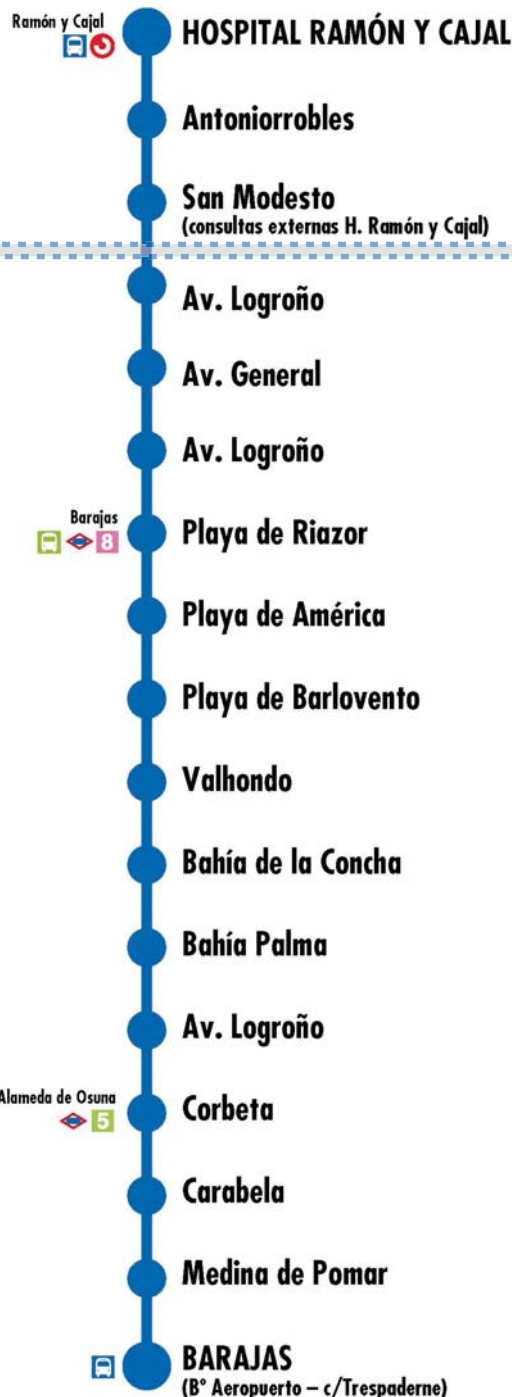 Ramón y Cajal
HOSPITAL RAMÓN Y CAJAL
Antoniorrobles
San Modesto
(consultas externas H. Ramón y Cajal)
Av. Logroño
Av. General
Av. Logroño
Barajas
8
Playa de Riazor
Playa de América
Playa de Barlovento
Valhondo
Bahía de la Concha
Bahía Palma
Av. Logroño
Alameda de Osuna
5
Corbeta
Carabela
Medina de Pomar
BARAJAS
(Bº Aeropuerto – c/Trespaderne)